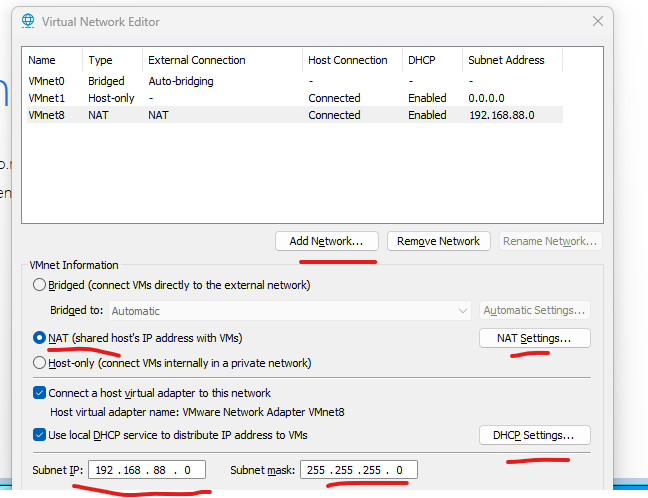 Virtual Network Editor
Name Type External Connection Host Connection DHCP Subnet Address
VMnet0 Bridged Auto-bridging - - -
VMnet1 Host-only - Connected Enabled 0.0.0.0
VMnet8 NAT NAT Connected Enabled 192.168.88.0
Add Network... Remove Network Rename Network...
VMnet Information
Bridged (connect VMs directly to the external network)
Bridged to: Automatic Automatic Settings...
NAT (shared host's IP address with VMs) NAT Settings...
Host-only (connect VMs internally in a private network)
Connect a host virtual adapter to this network
Host virtual adapter name: VMware Network Adapter VMnet8
Use local DHCP service to distribute IP address to VMs DHCP Settings...
Subnet IP: 192 . 168 . 88 . 0 Subnet mask: 255 . 255 . 255 . 0